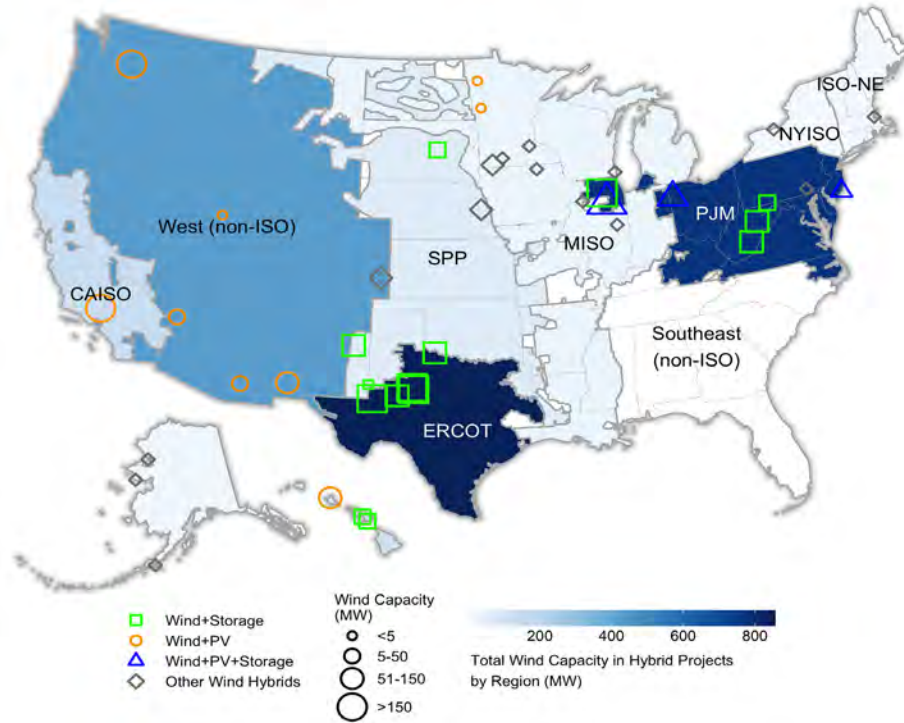 ISO-NE
NYISO
PJM
West (non-ISO)
MISO
SPP
CAISO
Southeast
(non-ISO)
ERCOT
Wind+Storage
Wind+PV
Wind+PV+Storage
Other Wind Hybrids
Wind Capacity
(MW)
<5
5-50
51-150
>150
200 400 600 800
Total Wind Capacity in Hybrid Projects
by Region (MW)